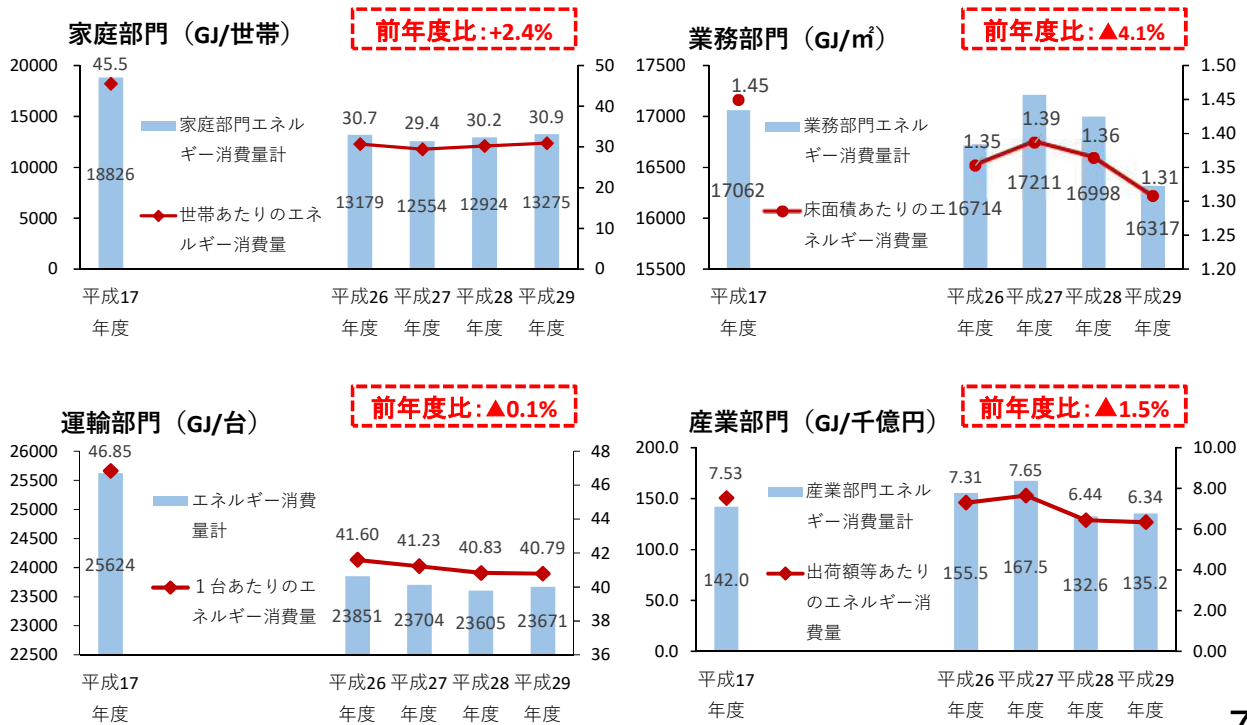 家庭部門（GJ/世帯）
前年度比：+2.4%
20000
15000
10000
5000
0
50
40
30
20
10
0
45.5
30.7
29.4
30.2
30.9
家庭部門エネル
ギー消費量計
世帯あたりのエネ
ルギー消費量
18826
13179
12554
12924
13275
平成17
年度
平成26
年度
平成27
年度
平成28
年度
平成29
年度
業務部門（GJ/㎡）
前年度比：▲4.1%
17500
17000
16500
16000
15500
1.50
1.45
1.40
1.35
1.30
1.25
1.20
1.45
1.35
1.39
1.36
1.31
業務部門エネル
ギー消費量計
床面積あたりのエ
ネルギー消費量
17062
16714
17211
16998
16317
平成17
年度
平成26
年度
平成27
年度
平成28
年度
平成29
年度
運輸部門（GJ/台）
前年度比：▲0.1%
26000
25500
25000
24500
24000
23500
23000
22500
48
46
44
42
40
38
36
46.85
41.60
41.23
40.83
40.79
エネルギー消費
量計
１台あたりのエ
ネルギー消費量
25624
23851
23704
23605
23671
平成17
年度
平成26
年度
平成27
年度
平成28
年度
平成29
年度
産業部門（GJ/千億円）
前年度比：▲1.5%
200.0
150.0
100.0
50.0
0.0
10.00
8.00
6.00
4.00
2.00
0.00
7.53
7.31
7.65
6.44
6.34
産業部門エネル
ギー消費量計
出荷額等あたり
のエネルギー消
費量
142.0
155.5
167.5
132.6
135.2
平成17
年度
平成26
年度
平成27
年度
平成28
年度
平成29
年度
7